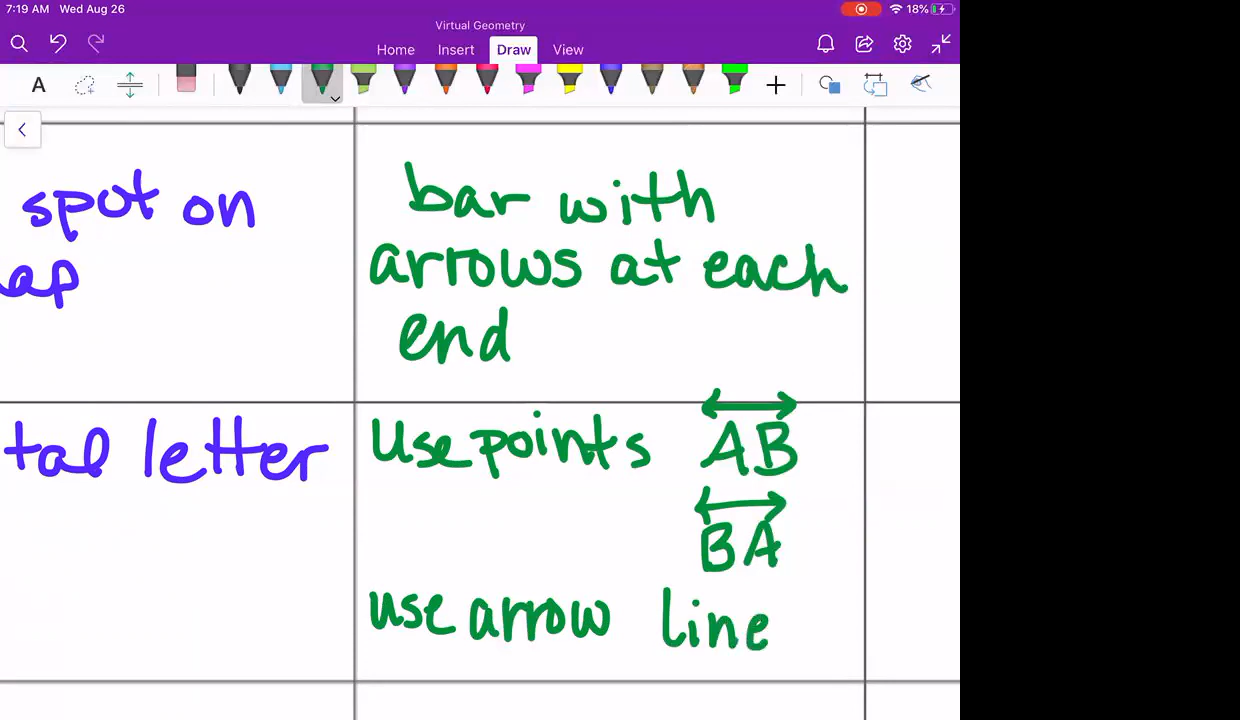 7:19 AM Wed Aug 26
18%
Virtual Geometry
Home Insert Draw View
A
spot on
ap
bar with
arrows at each
end
tal letter
Use points AB
BA
use arrow line